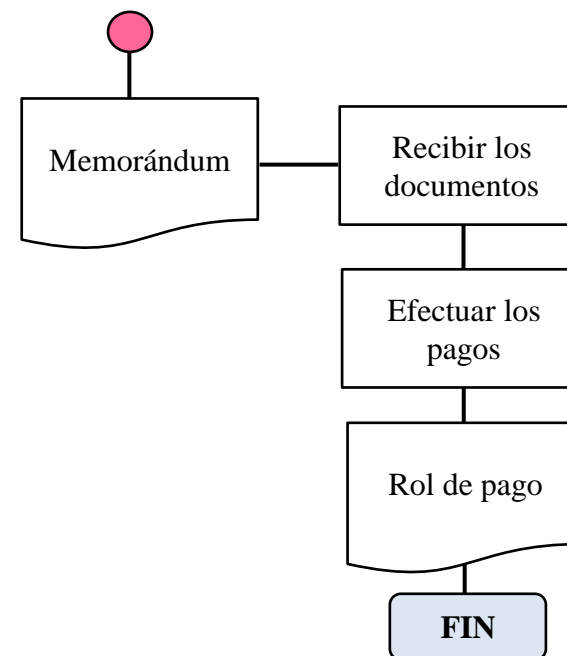 Memorándum
Recibir los
documentos
Efectuar los
pagos
Rol de pago
FIN